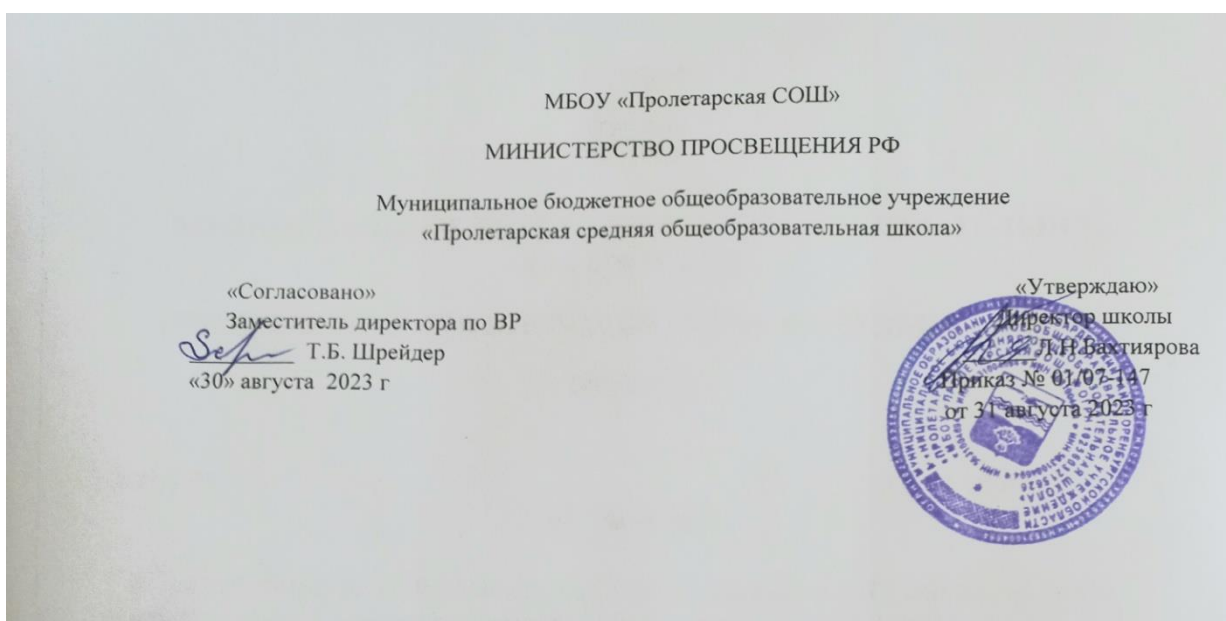 МБОУ «Пролетарская СОШ»
МИНИСТЕРСТВО ПРОСВЕЩЕНИЯ РФ
Муниципальное бюджетное общеобразовательное учреждение
«Пролетарская средняя общеобразовательная школа»
«Согласовано»
Заместитель директора по ВР
Т.Б. Шрейдер
«30» августа 2023 г
«Утверждаю»
Директор школы
Л.Н.Бахтиярова
Приказ № 01/07-147
от 31 августа 2023 г